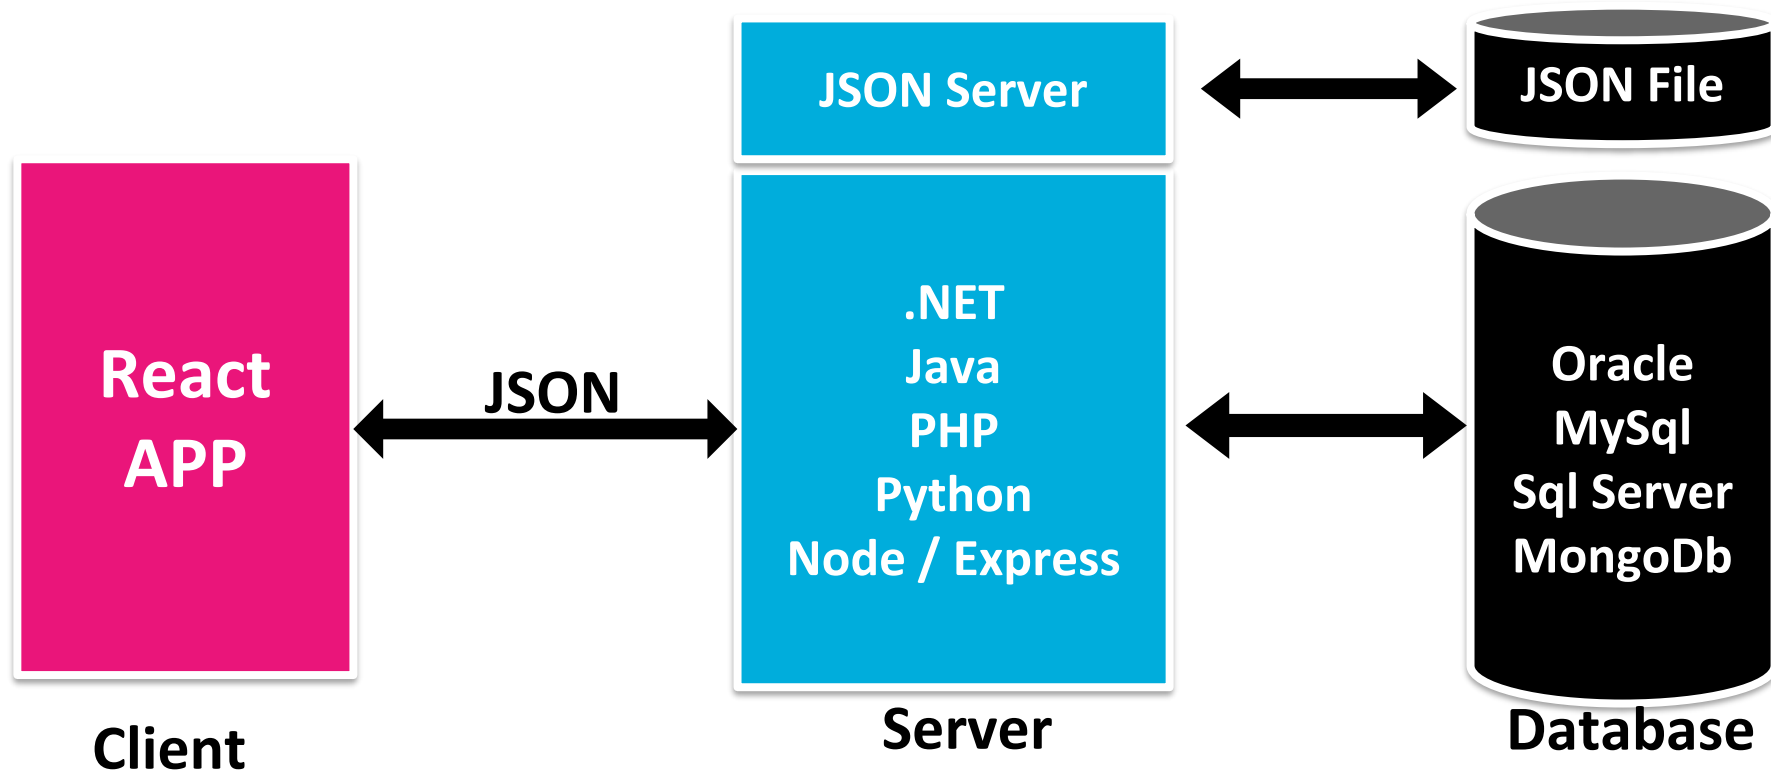 JSON Server
JSON File
React
APP
JSON
.NET
Java
PHP
Python
Node / Express
Oracle
MySql
Sql Server
MongoDb
Client
Server
Database